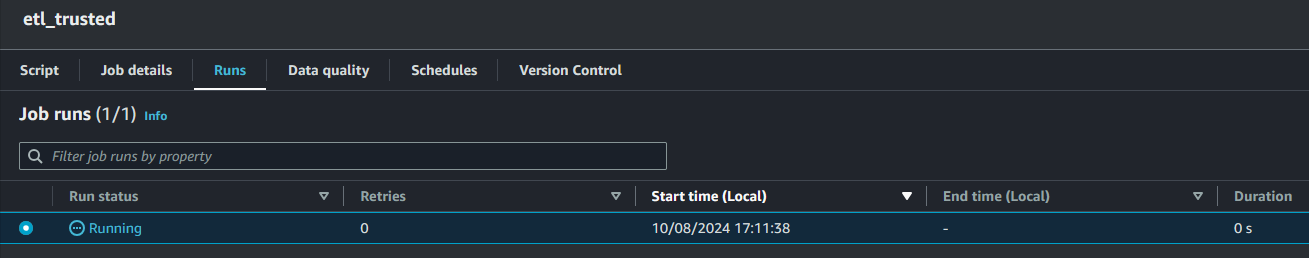 etl_trusted
Script Job details Runs Data quality Schedules Version Control
Job runs (1/1) Info
Filter job runs by property
Run status Retries Start time (Local) End time (Local) Duration
Running 0 10/08/2024 17:11:38 - 0 s